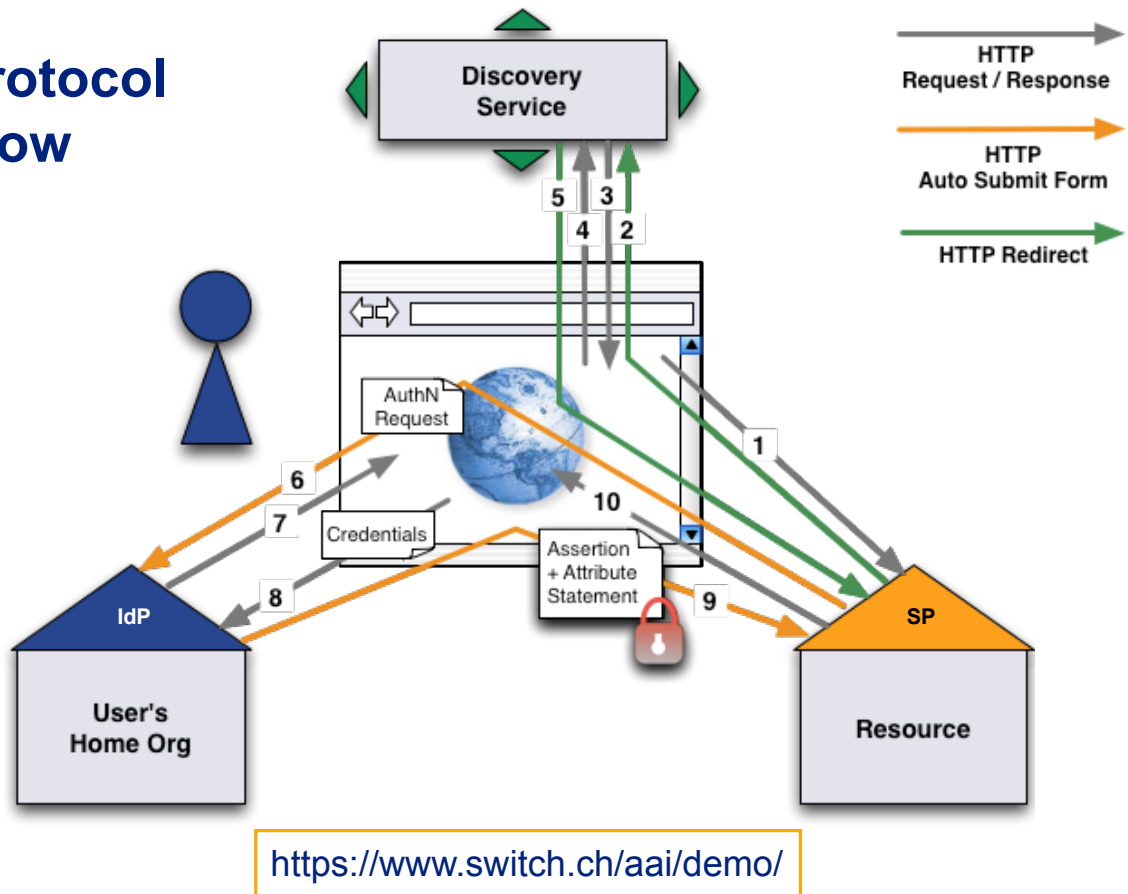 rotocol
ow
Discovery
Service
HTTP
Request / Response
HTTP
Auto Submit Form
HTTP Redirect
5
3
4
2
AuthN
Request
1
6
10
7
Credentials
Assertion
+ Attribute
Statement
8
9
IdP
SP
User's
Home Org
Resource
https://www.switch.ch/aai/demo/